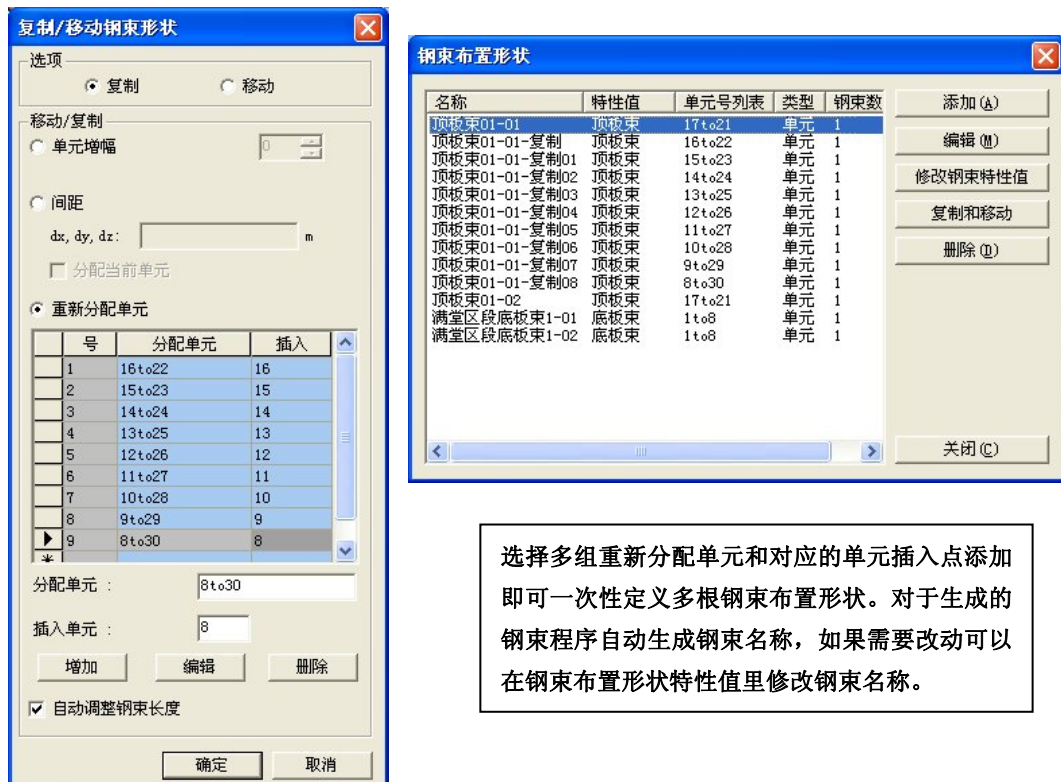 复制/移动钢束形状
选项
复制 移动
移动/复制
单元增幅 0
间距
dx, dy, dz: m
分配当前单元
重新分配单元
号 分配单元 插入
1 16to22 16
2 15to23 15
3 14to24 14
4 13to25 13
5 12to26 12
6 11to27 11
7 10to28 10
8 9to29 9
9 8to30 8
*
分配单元 : 8to30
插入单元 : 8
增加 编辑 删除
自动调整钢束长度
确定 取消
钢束布置形状
名称 特性值 单元号列表 类型 钢束数
顶板束01-01 顶板束 17to21 单元 1
顶板束01-01-复制 顶板束 16to22 单元 1
顶板束01-01-复制01 顶板束 15to23 单元 1
顶板束01-01-复制02 顶板束 14to24 单元 1
顶板束01-01-复制03 顶板束 13to25 单元 1
顶板束01-01-复制04 顶板束 12to26 单元 1
顶板束01-01-复制05 顶板束 11to27 单元 1
顶板束01-01-复制06 顶板束 10to28 单元 1
顶板束01-01-复制07 顶板束 9to29 单元 1
顶板束01-01-复制08 顶板束 8to30 单元 1
顶板束01-02 顶板束 17to21 单元 1
满堂区段底板束1-01 底板束 1to8 单元 1
满堂区段底板束1-02 底板束 1to8 单元 1
添加(A)
编辑(M)
修改钢束特性值
复制和移动
删除(D)
关闭(C)
选择多组重新分配单元和对应的单元插入点添加
即可一次性定义多根钢束布置形状。对于生成的
钢束程序自动生成钢束名称，如果需要改动可以
在钢束布置形状特性值里修改钢束名称。